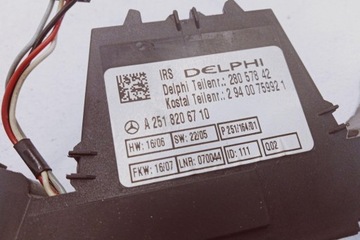 IRS DELPHI
Delphi Teilenr.: 280 578 42
Kostal Teilenr.: 2 94 00 75992 1
A 251 820 67 10
HW: 16/06 SW: 22/05 P251/164/B1
FKW: 16/07 LNR: 070044 ID: 111 Q02